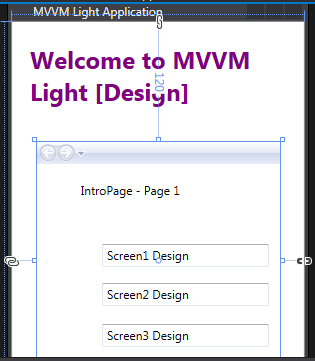 MVVM Light Application
Welcome to MVVM
Light [Design]
120
IntroPage - Page 1
Screen1 Design
Screen2 Design
Screen3 Design